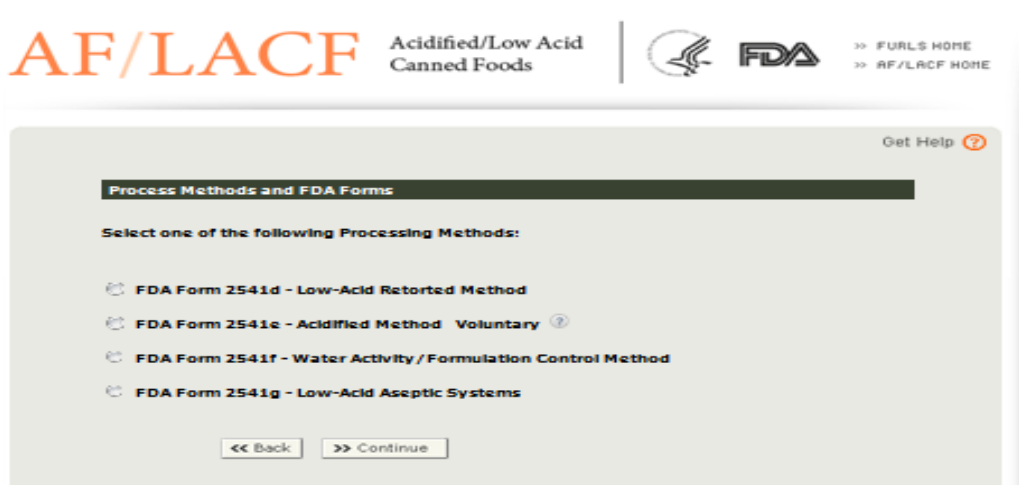 AF/LACF
Acidified/Low Acid
Canned Foods
FDA
>> FURLS HOME
>> AF/LACF HOME
Get Help ?
Process Methods and FDA Forms
Select one of the following Processing Methods:
FDA Form 2541d - Low-Acid Retorted Method
FDA Form 2541e - Acidified Method Voluntary ?
FDA Form 2541f - Water Activity/Formulation Control Method
FDA Form 2541g - Low-Acid Aseptic Systems
<< Back >> Continue